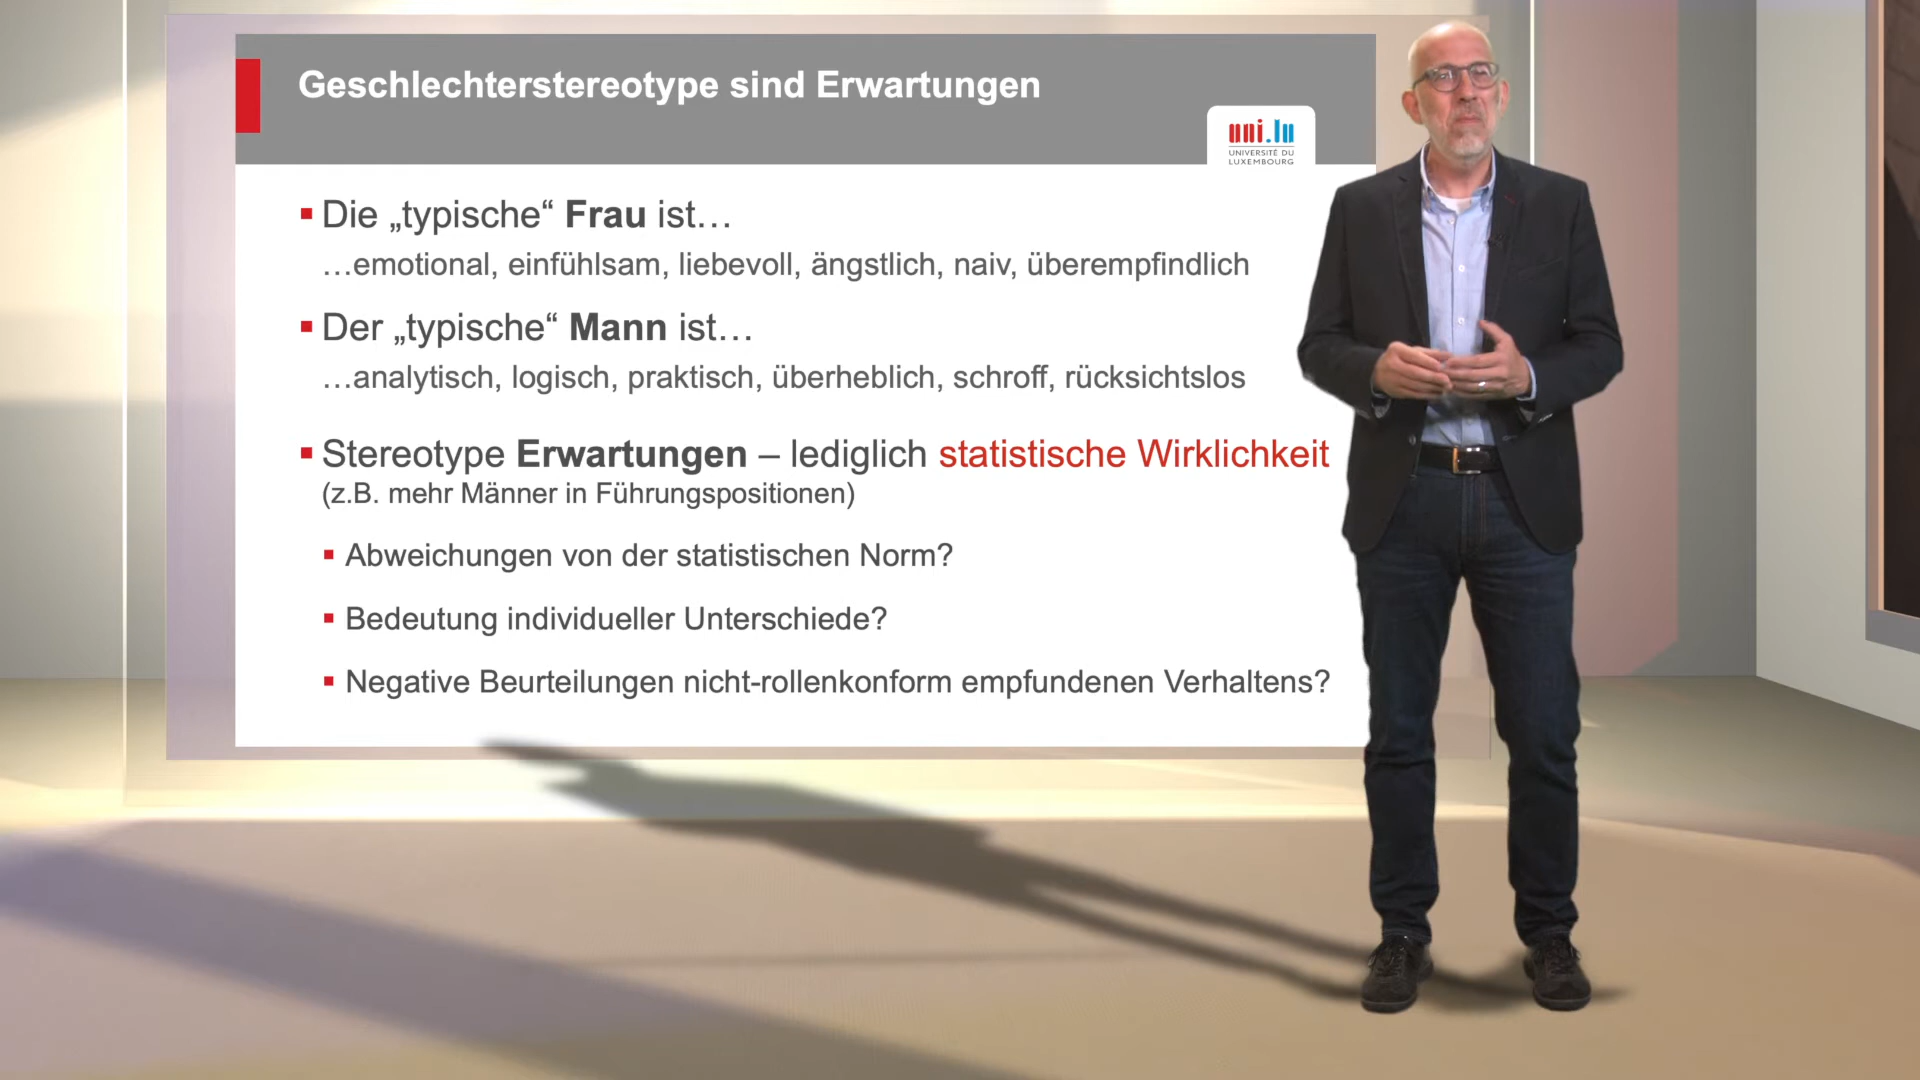 Geschlechterstereotype sind Erwartungen
uni.lu
UNIVERSITÉ DU
LUXEMBOURG
Die „typische“ Frau ist…
…emotional, einfühlsam, liebevoll, ängstlich, naiv, überempfindlich
Der „typische“ Mann ist…
…analytisch, logisch, praktisch, überheblich, schroff, rücksichtslos
Stereotype Erwartungen – lediglich statistische Wirklichkeit
(z.B. mehr Männer in Führungspositionen)
Abweichungen von der statistischen Norm?
Bedeutung individueller Unterschiede?
Negative Beurteilungen nicht-rollenkonform empfundenen Verhaltens?